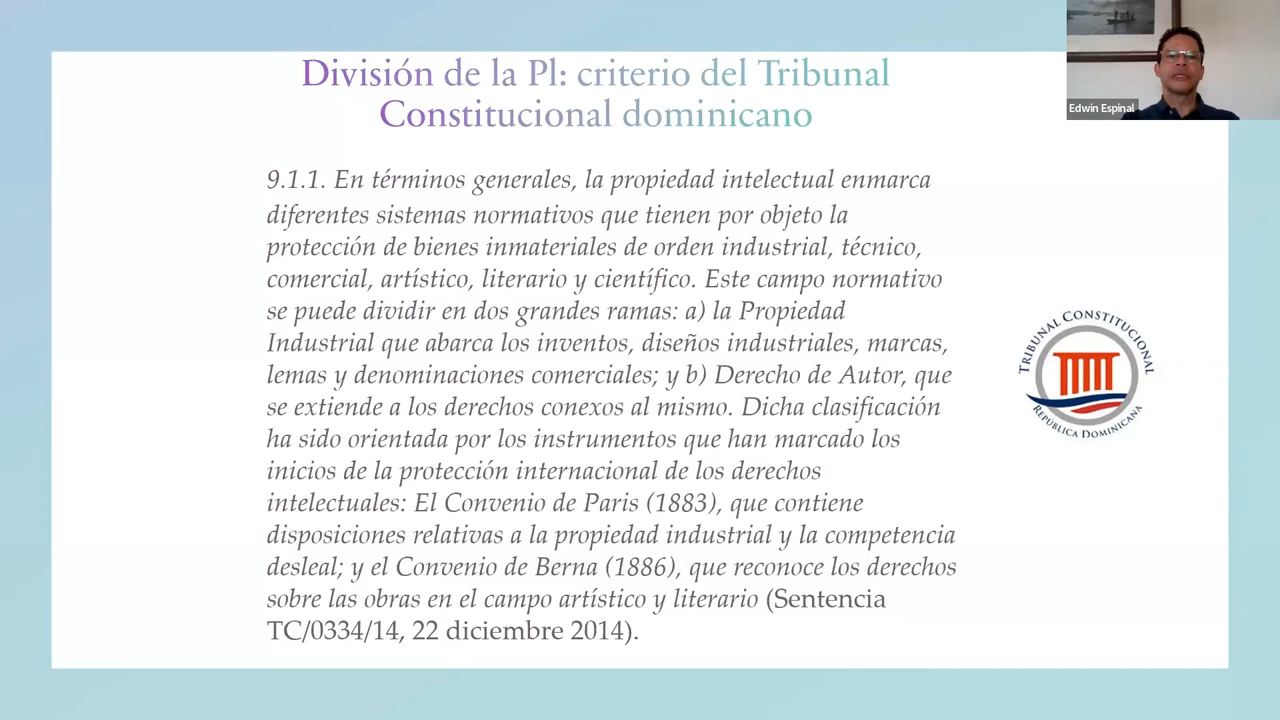 División de la Pl: criterio del Tribunal
Constitucional dominicano
Edwin Espinal
9.1.1. En términos generales, la propiedad intelectual enmarca
diferentes sistemas normativos que tienen por objeto la
protección de bienes inmateriales de orden industrial, técnico,
comercial, artístico, literario y científico. Este campo normativo
se puede dividir en dos grandes ramas: a) la Propiedad
Industrial que abarca los inventos, diseños industriales, marcas,
lemas y denominaciones comerciales; y b) Derecho de Autor, que
se extiende a los derechos conexos al mismo. Dicha clasificación
ha sido orientada por los instrumentos que han marcado los
inicios de la protección internacional de los derechos
intelectuales: El Convenio de Paris (1883), que contiene
disposiciones relativas a la propiedad industrial y la competencia
desleal; y el Convenio de Berna (1886), que reconoce los derechos
sobre las obras en el campo artístico y literario (Sentencia
TC/0334/14, 22 diciembre 2014).
TRIBUNAL CONSTITUCIONAL
REPÚBLICA DOMINICANA